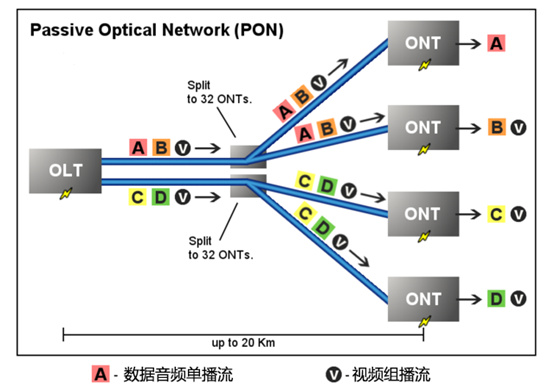 Passive Optical Network (PON)
ONT
A
Split
to 32 ONTs.
A B V
A B V
ONT
B V
A B V
OLT
C D V
C D V
ONT
C V
C D V
Split
to 32 ONTs.
ONT
D V
up to 20 Km
A - 数据音频单播流
V - 视频组播流